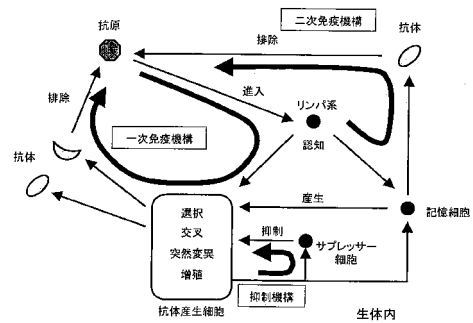 二次免疫機構
抗原
排除
抗体
進入
排除
リンパ系
認知
一次免疫機構
抗体
産生
記憶細胞
選択
交叉
突然変異
増殖
抑制
サプレッサー
細胞
抑制機構
抗体産生細胞
生体内